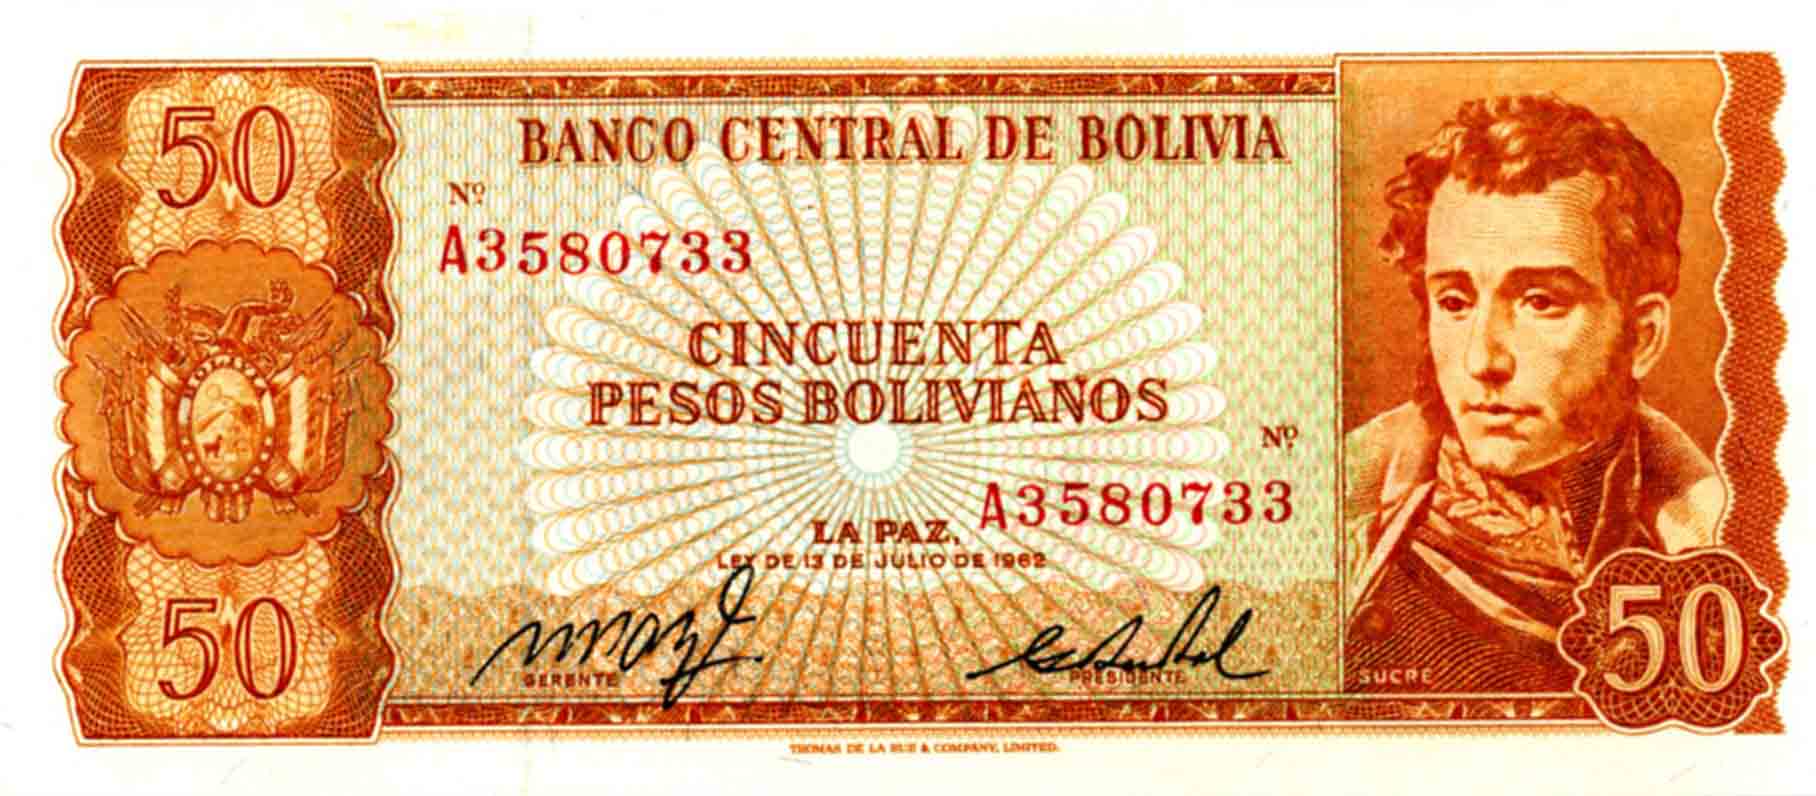 50
BANCO CENTRAL DE BOLIVIA
Nº
A3580733
CINCUENTA
PESOS BOLIVIANOS
Nº
A3580733
LA PAZ,
LEY DE 13 DE JULIO DE 1962
BOLIVIA
50
GERENTE
PRESIDENTE
SUCRE
50
THOMAS DE LA RUE & COMPANY, LIMITED.